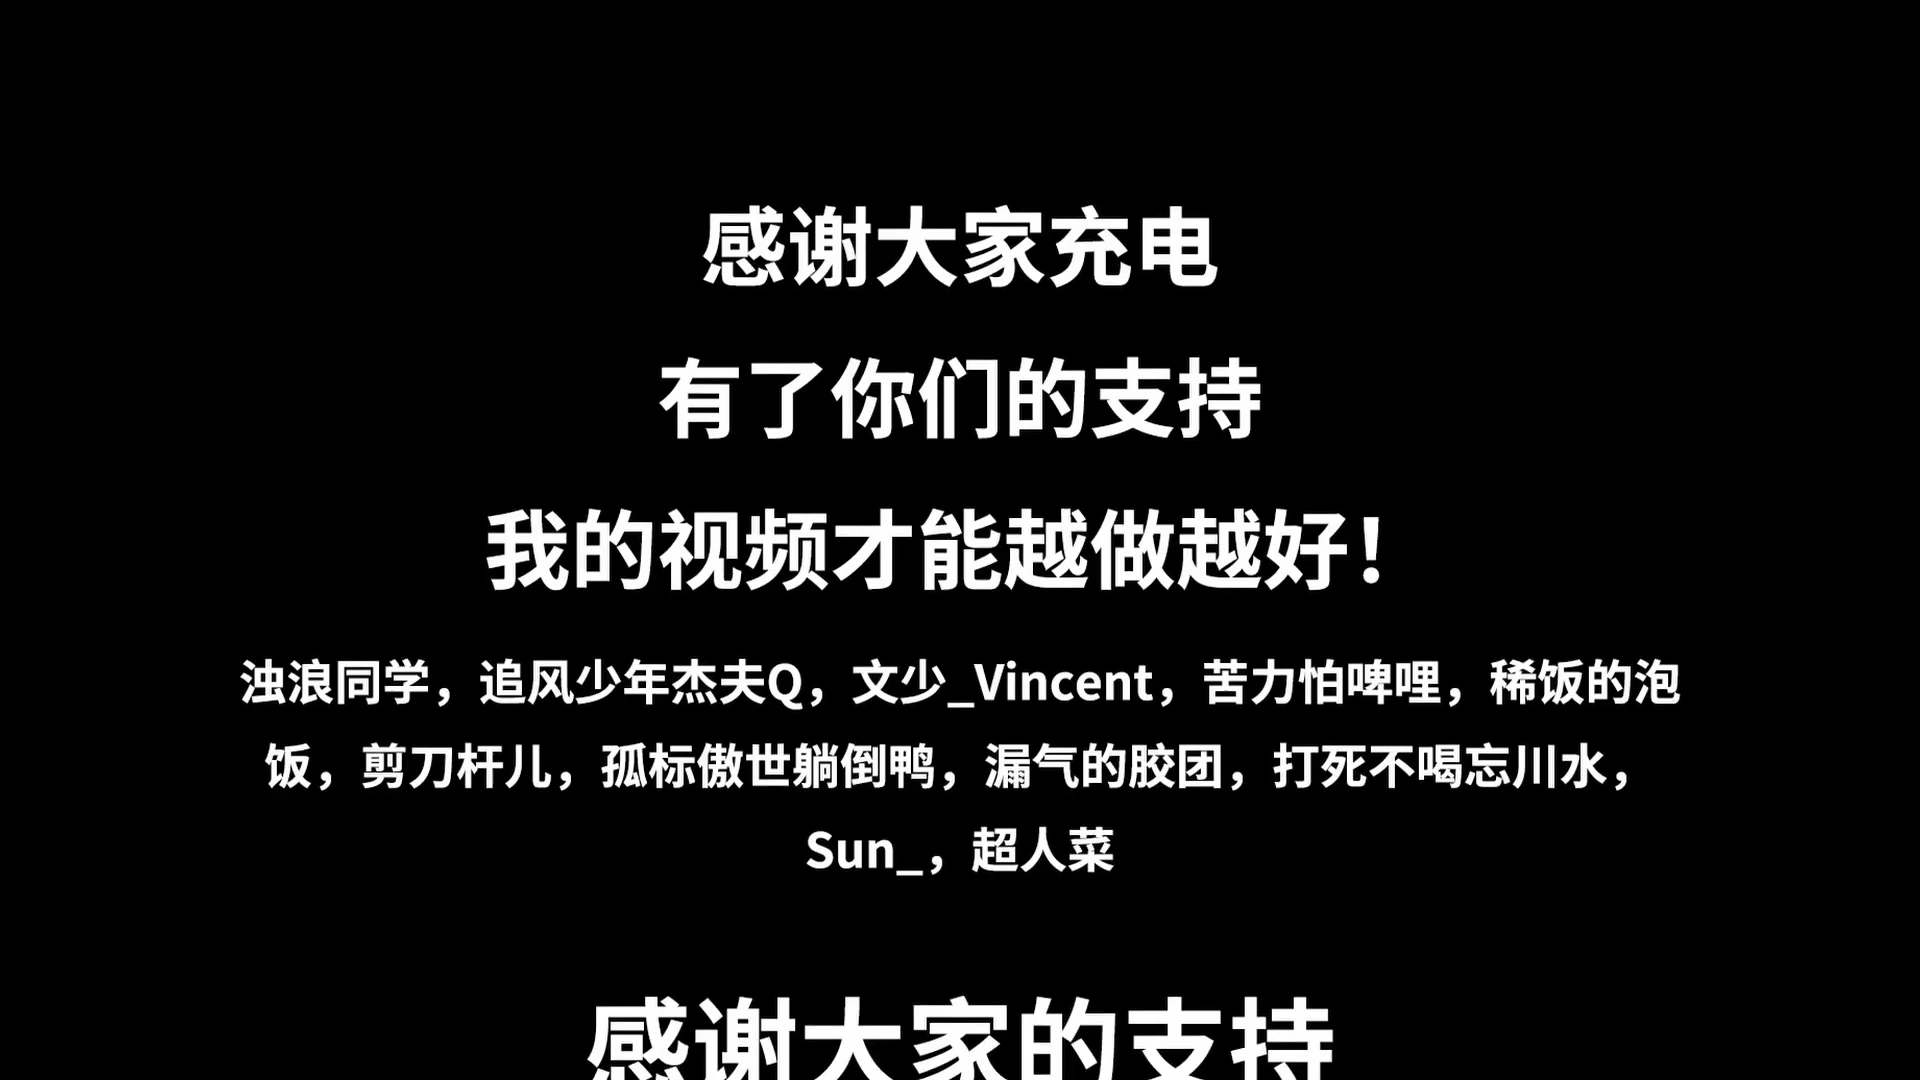 感谢大家充电
有了你们的支持
我的视频才能越做越好！
浊浪同学，追风少年杰夫Q，文少_Vincent，苦力怕啤哩，稀饭的泡
饭，剪刀杆儿，孤标傲世躺倒鸭，漏气的胶团，打死不喝忘川水，
Sun_，超人菜
感谢大家的支持